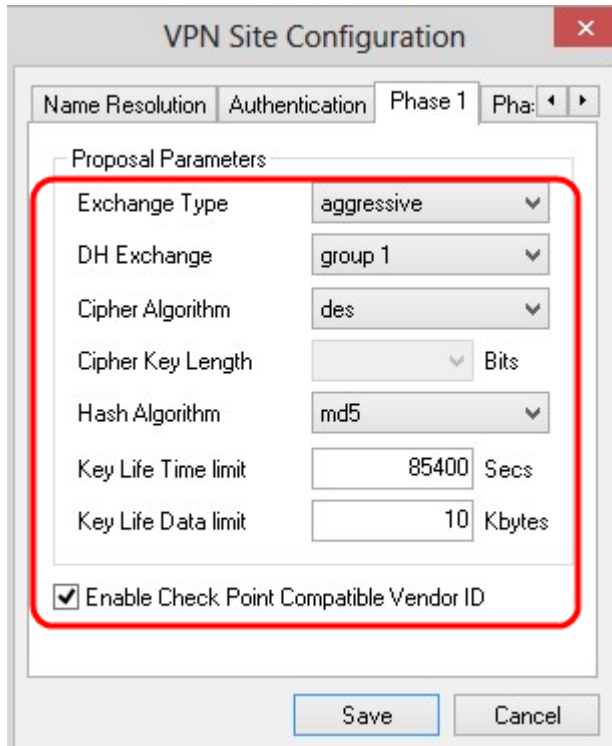 VPN Site Configuration
Name Resolution Authentication Phase 1
Proposal Parameters
Exchange Type aggressive
DH Exchange group 1
Cipher Algorithm des
Cipher Key Length Bits
Hash Algorithm md5
Key Life Time limit 85400 Secs
Key Life Data limit 10 Kbytes
Enable Check Point Compatible Vendor ID
Save Cancel